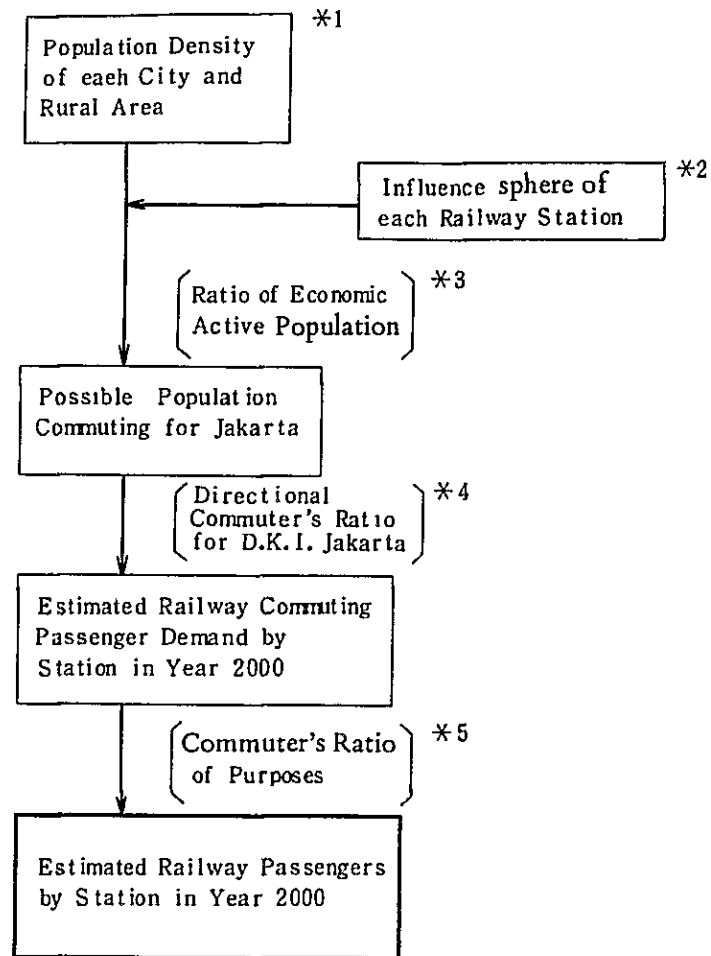 *1
Population Density
of eaeh City and
Rural Area
*2
Influence sphere of
each Railway Station
*3
Ratio of Economic
Active Population
Possible Population
Commuting for Jakarta
*4
Directional
Commuter's Ratio
for D.K.I. Jakarta
Estimated Railway Commuting
Passenger Demand by
Station in Year 2000
*5
Commuter's Ratio
of Purposes
Estimated Railway Passengers
by Station in Year 2000